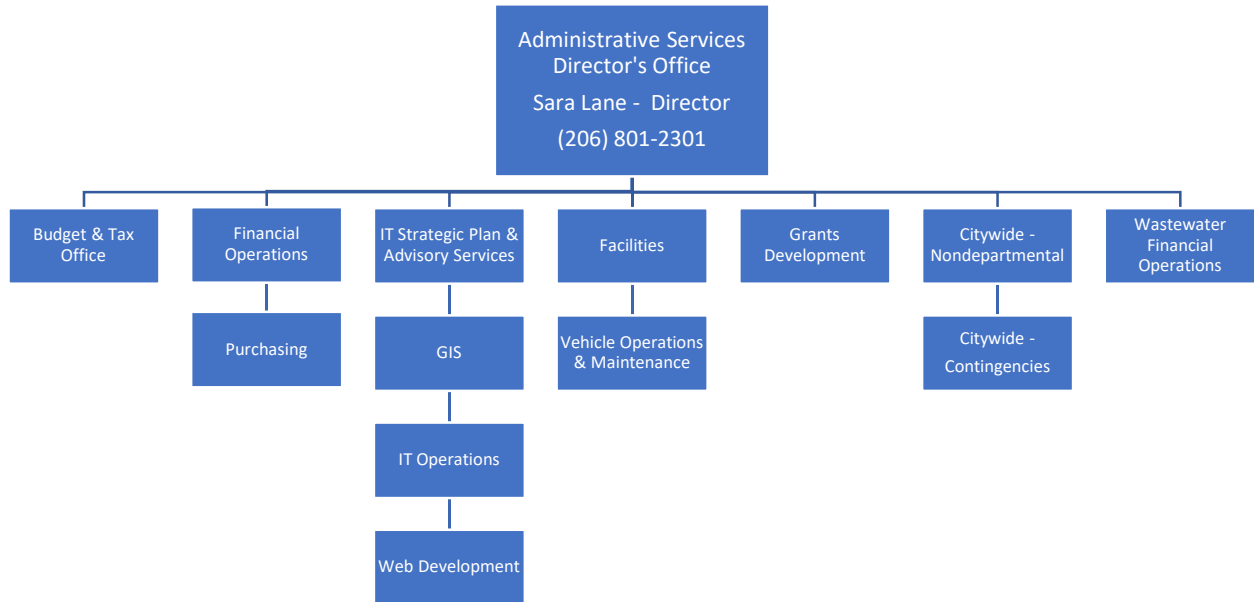 Administrative Services
Director's Office
Sara Lane - Director
(206) 801-2301
Budget & Tax
Office
Financial
Operations
IT Strategic Plan &
Advisory Services
Facilities
Grants
Development
Citywide -
Nondepartmental
Wastewater
Financial
Operations
Purchasing
GIS
Vehicle Operations
& Maintenance
Citywide -
Contingencies
IT Operations
Web Development